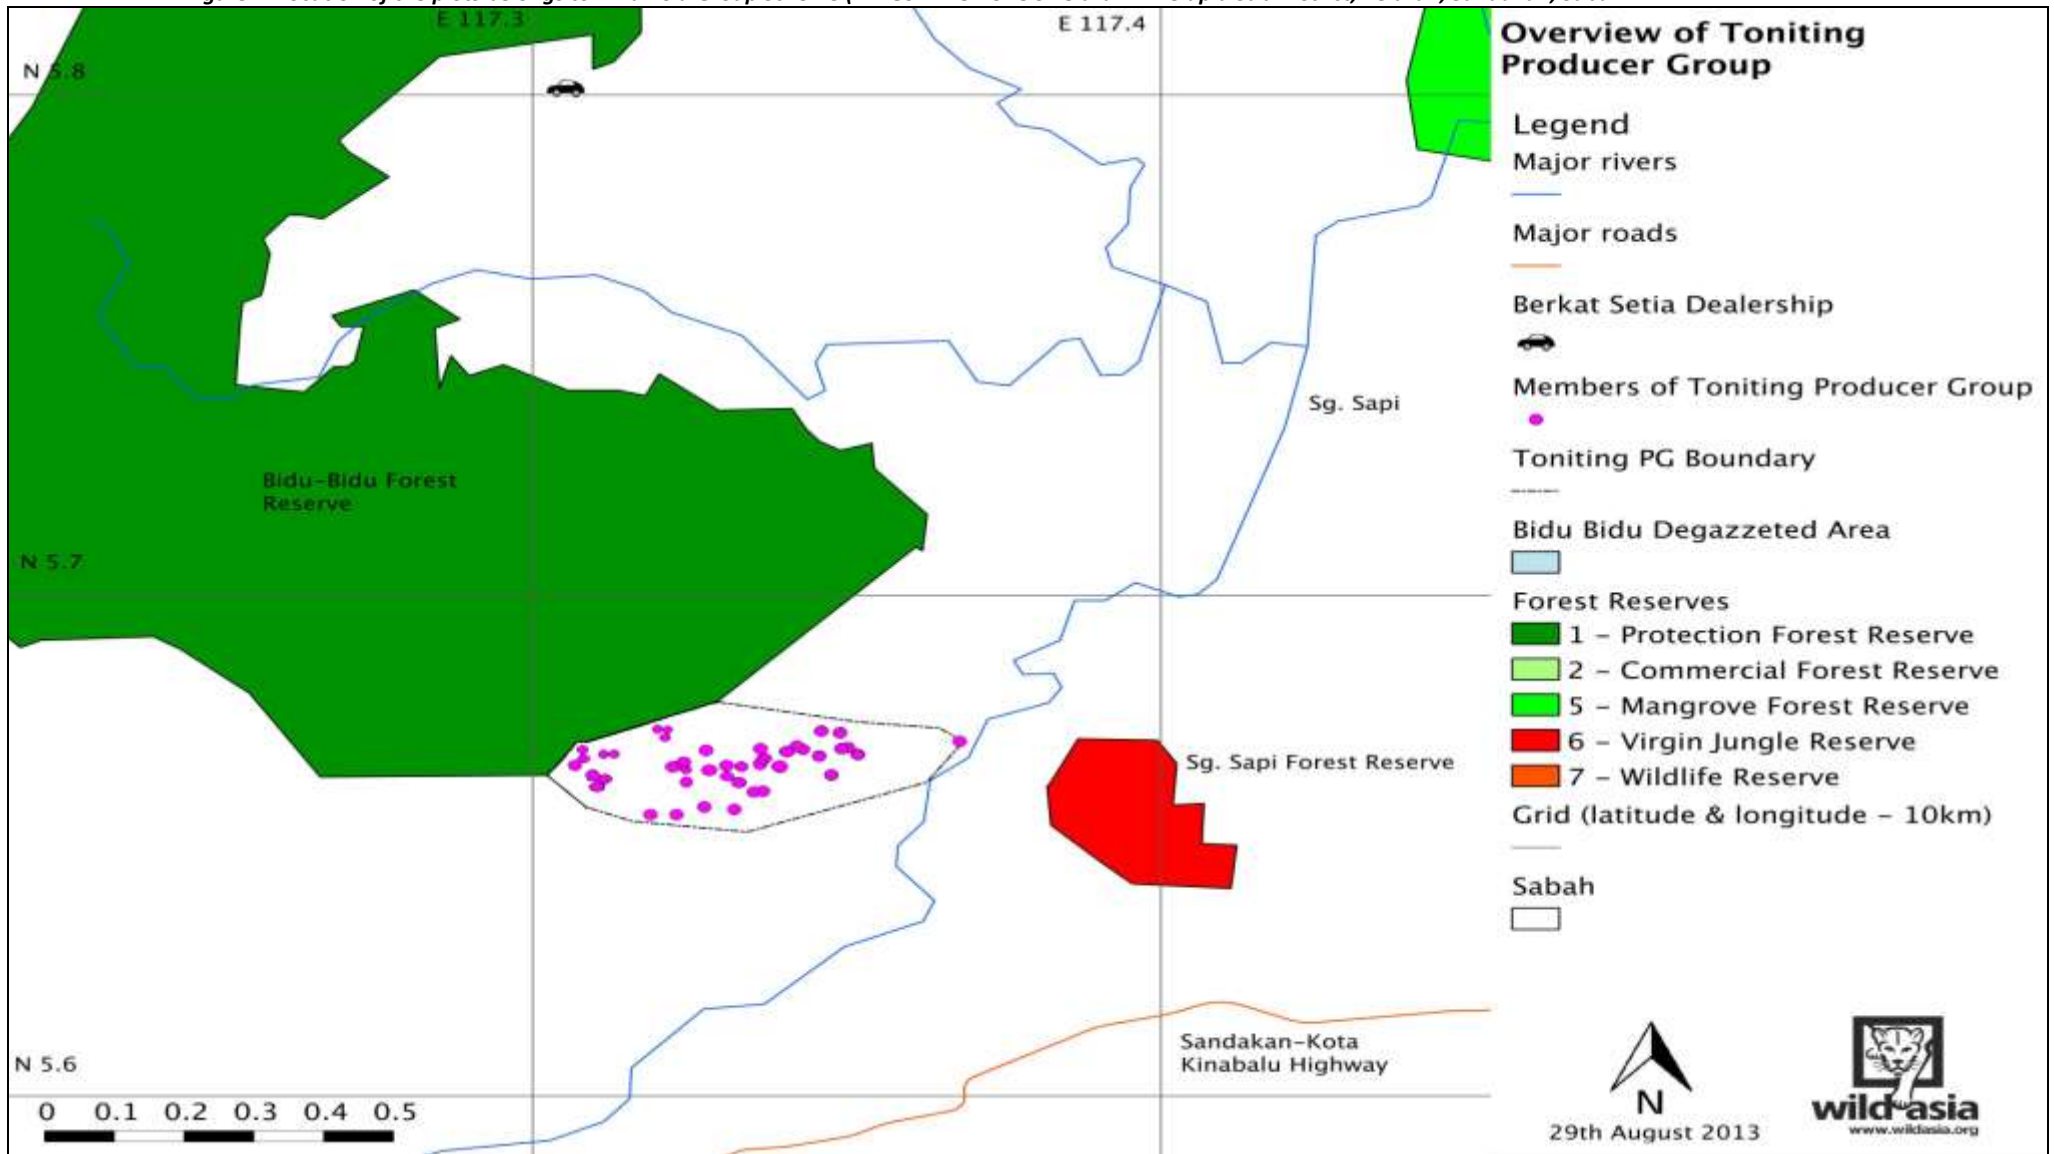 E 117.3
E 117.4
N 5.8
Overview of Toniting
Producer Group
Legend
Major rivers
Major roads
Berkat Setia Dealership
Members of Toniting Producer Group
Sg. Sapi
Toniting PG Boundary
Bidu-Bidu Forest
Reserve
Bidu Bidu Degazzeted Area
N 5.7
Forest Reserves
1 - Protection Forest Reserve
2 - Commercial Forest Reserve
5 - Mangrove Forest Reserve
6 - Virgin Jungle Reserve
Sg. Sapi Forest Reserve
7 - Wildlife Reserve
Grid (latitude & longitude - 10km)
Sabah
Sandakan-Kota
Kinabalu Highway
N 5.6
0 0.1 0.2 0.3 0.4 0.5
N
29th August 2013
wild asia
www.wildasia.org